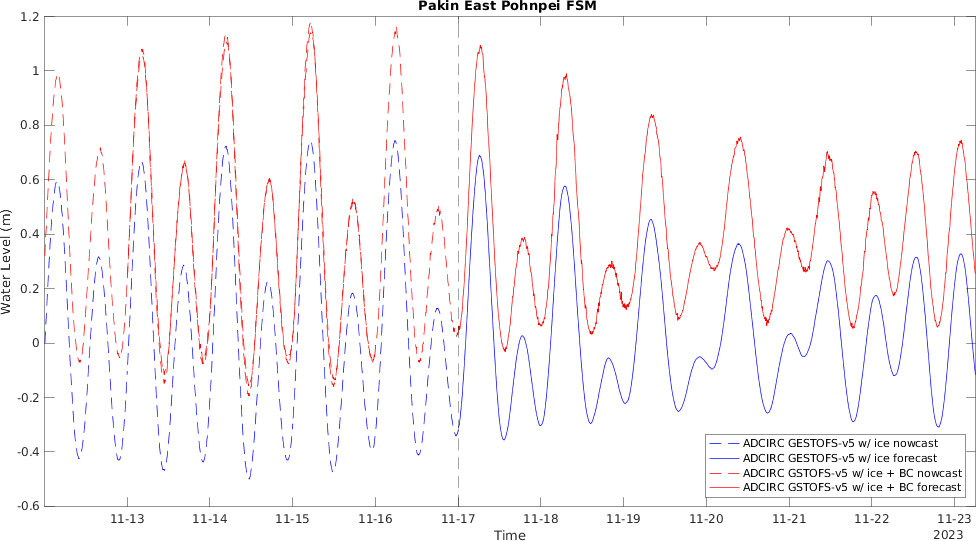 Pakin East Pohnpei FSM
1.2
1
0.8
0.6
0.4
0.2
0
-0.2
-0.4
-0.6
Water Level (m)
ADCIRC GESTOFS-v5 w/ ice nowcast
ADCIRC GESTOFS-v5 w/ ice forecast
ADCIRC GSTOFS-v5 w/ ice + BC nowcast
ADCIRC GSTOFS-v5 w/ ice + BC forecast
11-13 11-14 11-15 11-16 11-17 11-18 11-19 11-20 11-21 11-22 11-23
Time
2023